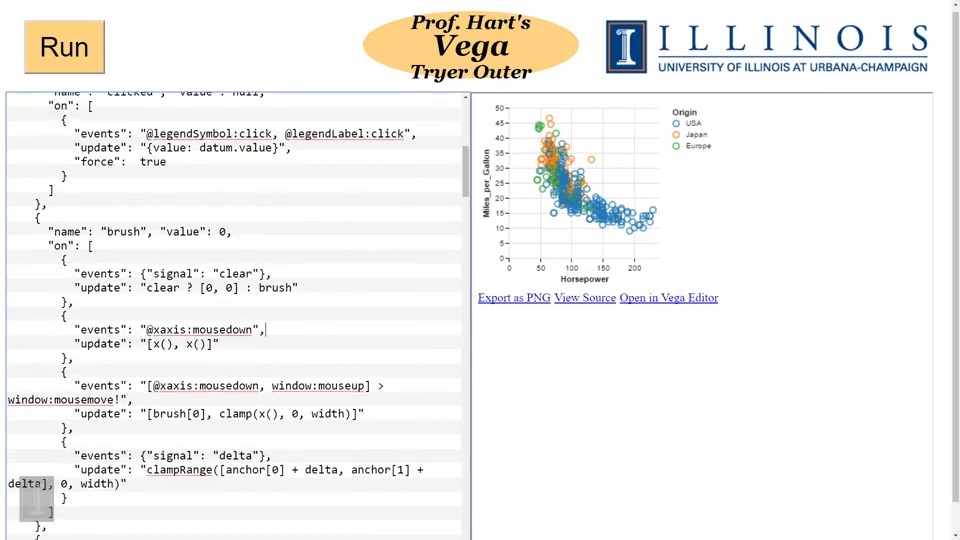 Run
Prof. Hart's
Vega
Tryer Outer
I ILLINOIS
UNIVERSITY OF ILLINOIS AT URBANA-CHAMPAIGN
"name": "clicked", "value": null,
"on": [
{
"events": "@legendSymbol:click, @legendLabel:click",
"update": "{value: datum.value}",
"force":  true
}
]
},
{
"name": "brush", "value": 0,
"on": [
{
"events": {"signal": "clear"},
"update": "clear ? [0, 0] : brush"
},
{
"events": "@xaxis:mousedown",
"update": "[x(), x()]"
},
{
"events": "[@xaxis:mousedown, window:mouseup] >
window:mousemove!",
"update": "[brush[0], clamp(x(), 0, width)]"
},
{
"events": {"signal": "delta"},
"update": "clampRange([anchor[0] + delta, anchor[1] +
delta], 0, width)"
}
]
},
{
50
45
40
35
30
25
20
15
10
5
0
Miles_per_Gallon
0 50 100 150 200
Horsepower
Origin
USA
Japan
Europe
Export as PNG View Source Open in Vega Editor